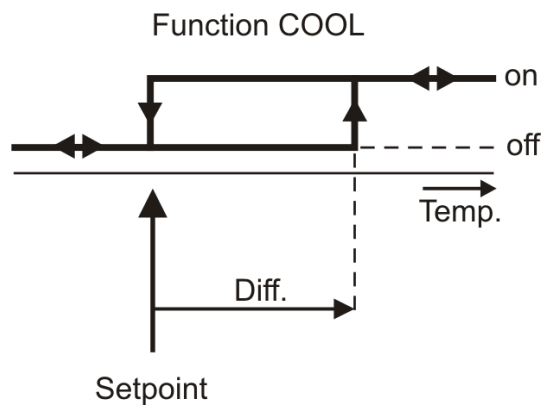 Function COOL
on
off
Temp.
Diff.
Setpoint